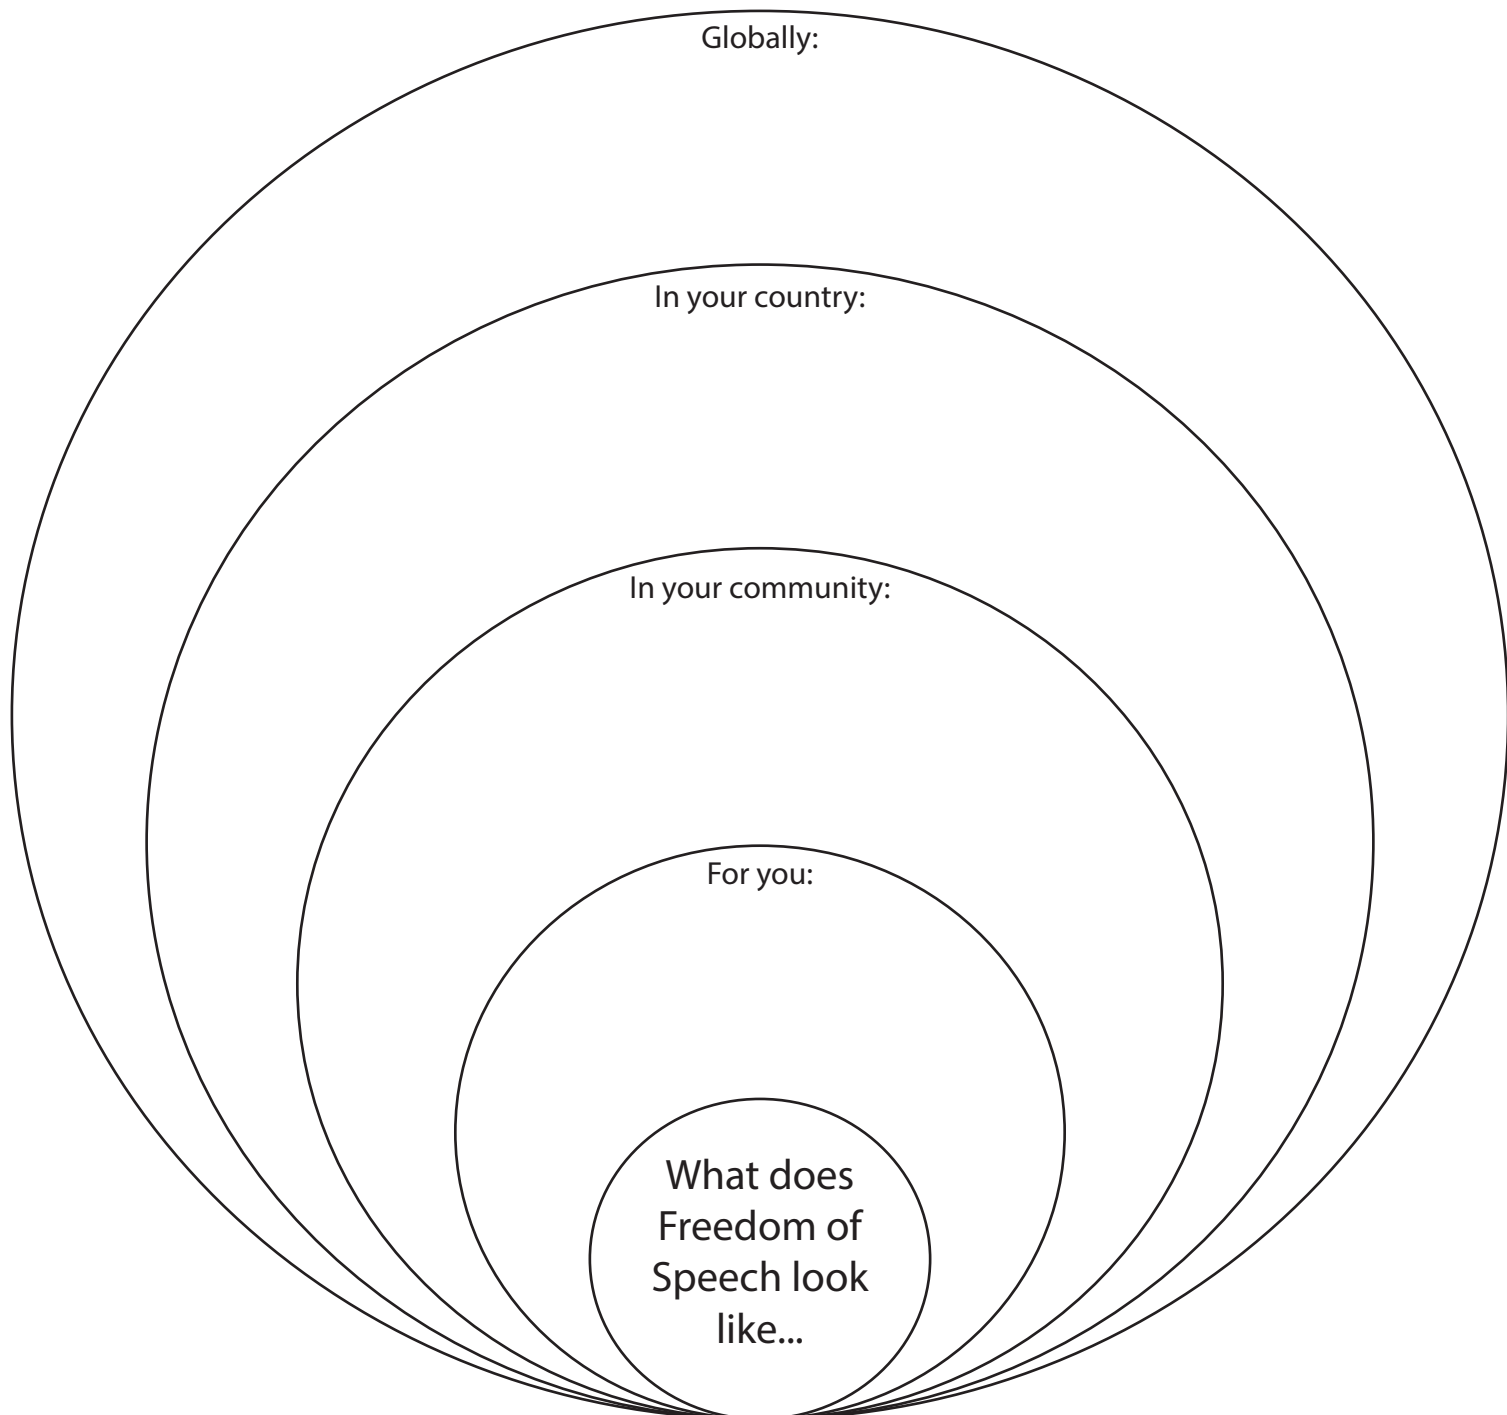 Globally:
In your country:
In your community:
For you:
What does
Freedom of
Speech look
like...